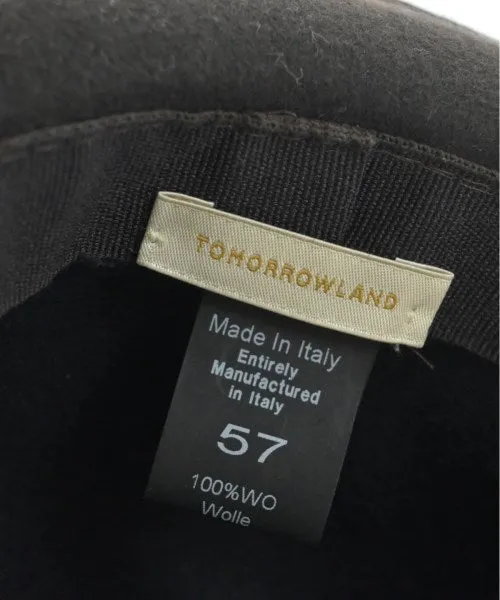 TOMORROWLAND
Made In Italy
Entirely
Manufactured
in Italy
57
100%WO
Wolle